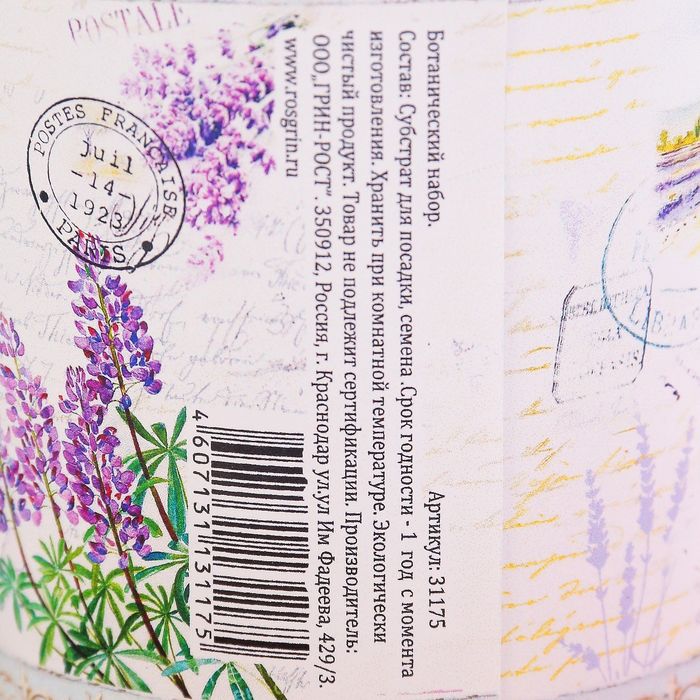 Ботанический набор. Артикул: 31175
Состав: Субстрат для посадки, семена .Срок годности - 1 год с момента
изготовления. Хранить при комнатной температуре. Экологически
чистый продукт. Товар не подлежит сертификации. Производитель:
ООО„ГРИН-РОСТ“. 350912, Россия, г. Краснодар ул.ул Им Фадеева, 429/3.
www.rosgrin.ru
4 607131 131175
POSTALE
POSTES FRANÇAISE
juil
-14-
1923
PARIS